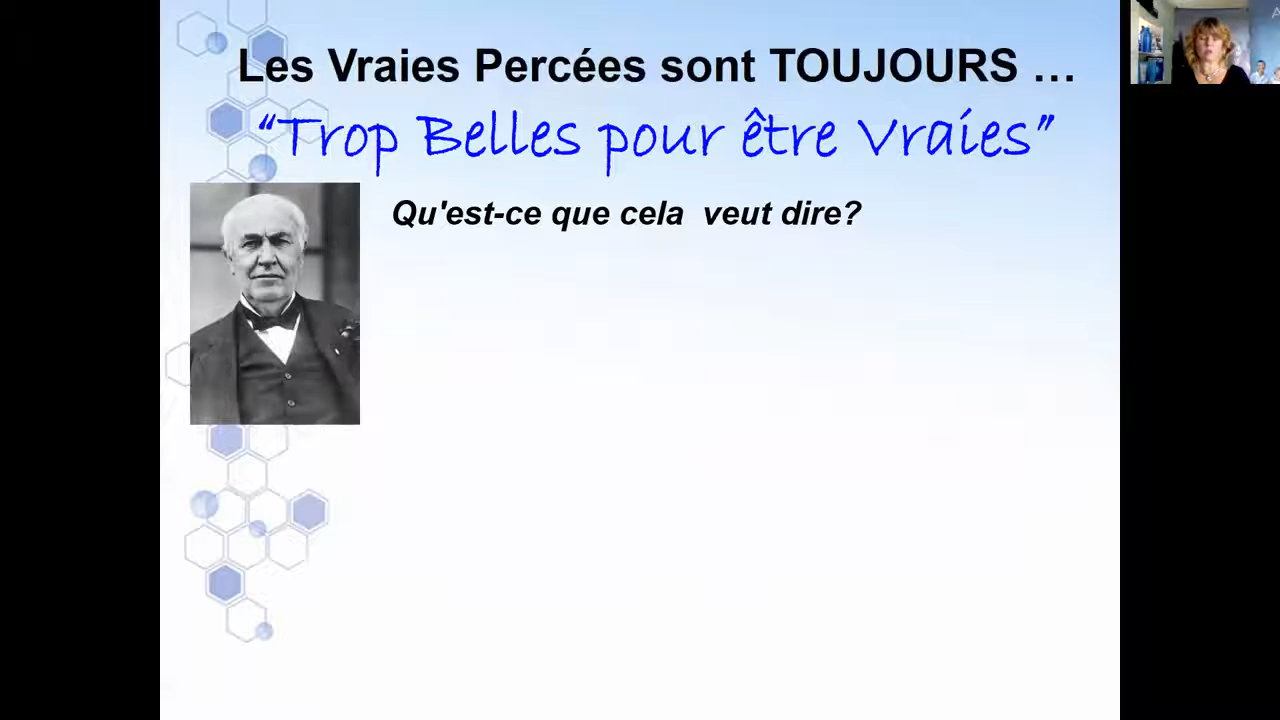 Les Vraies Percées sont TOUJOURS …
“Trop Belles pour être Vraies”
Qu'est-ce que cela  veut dire?